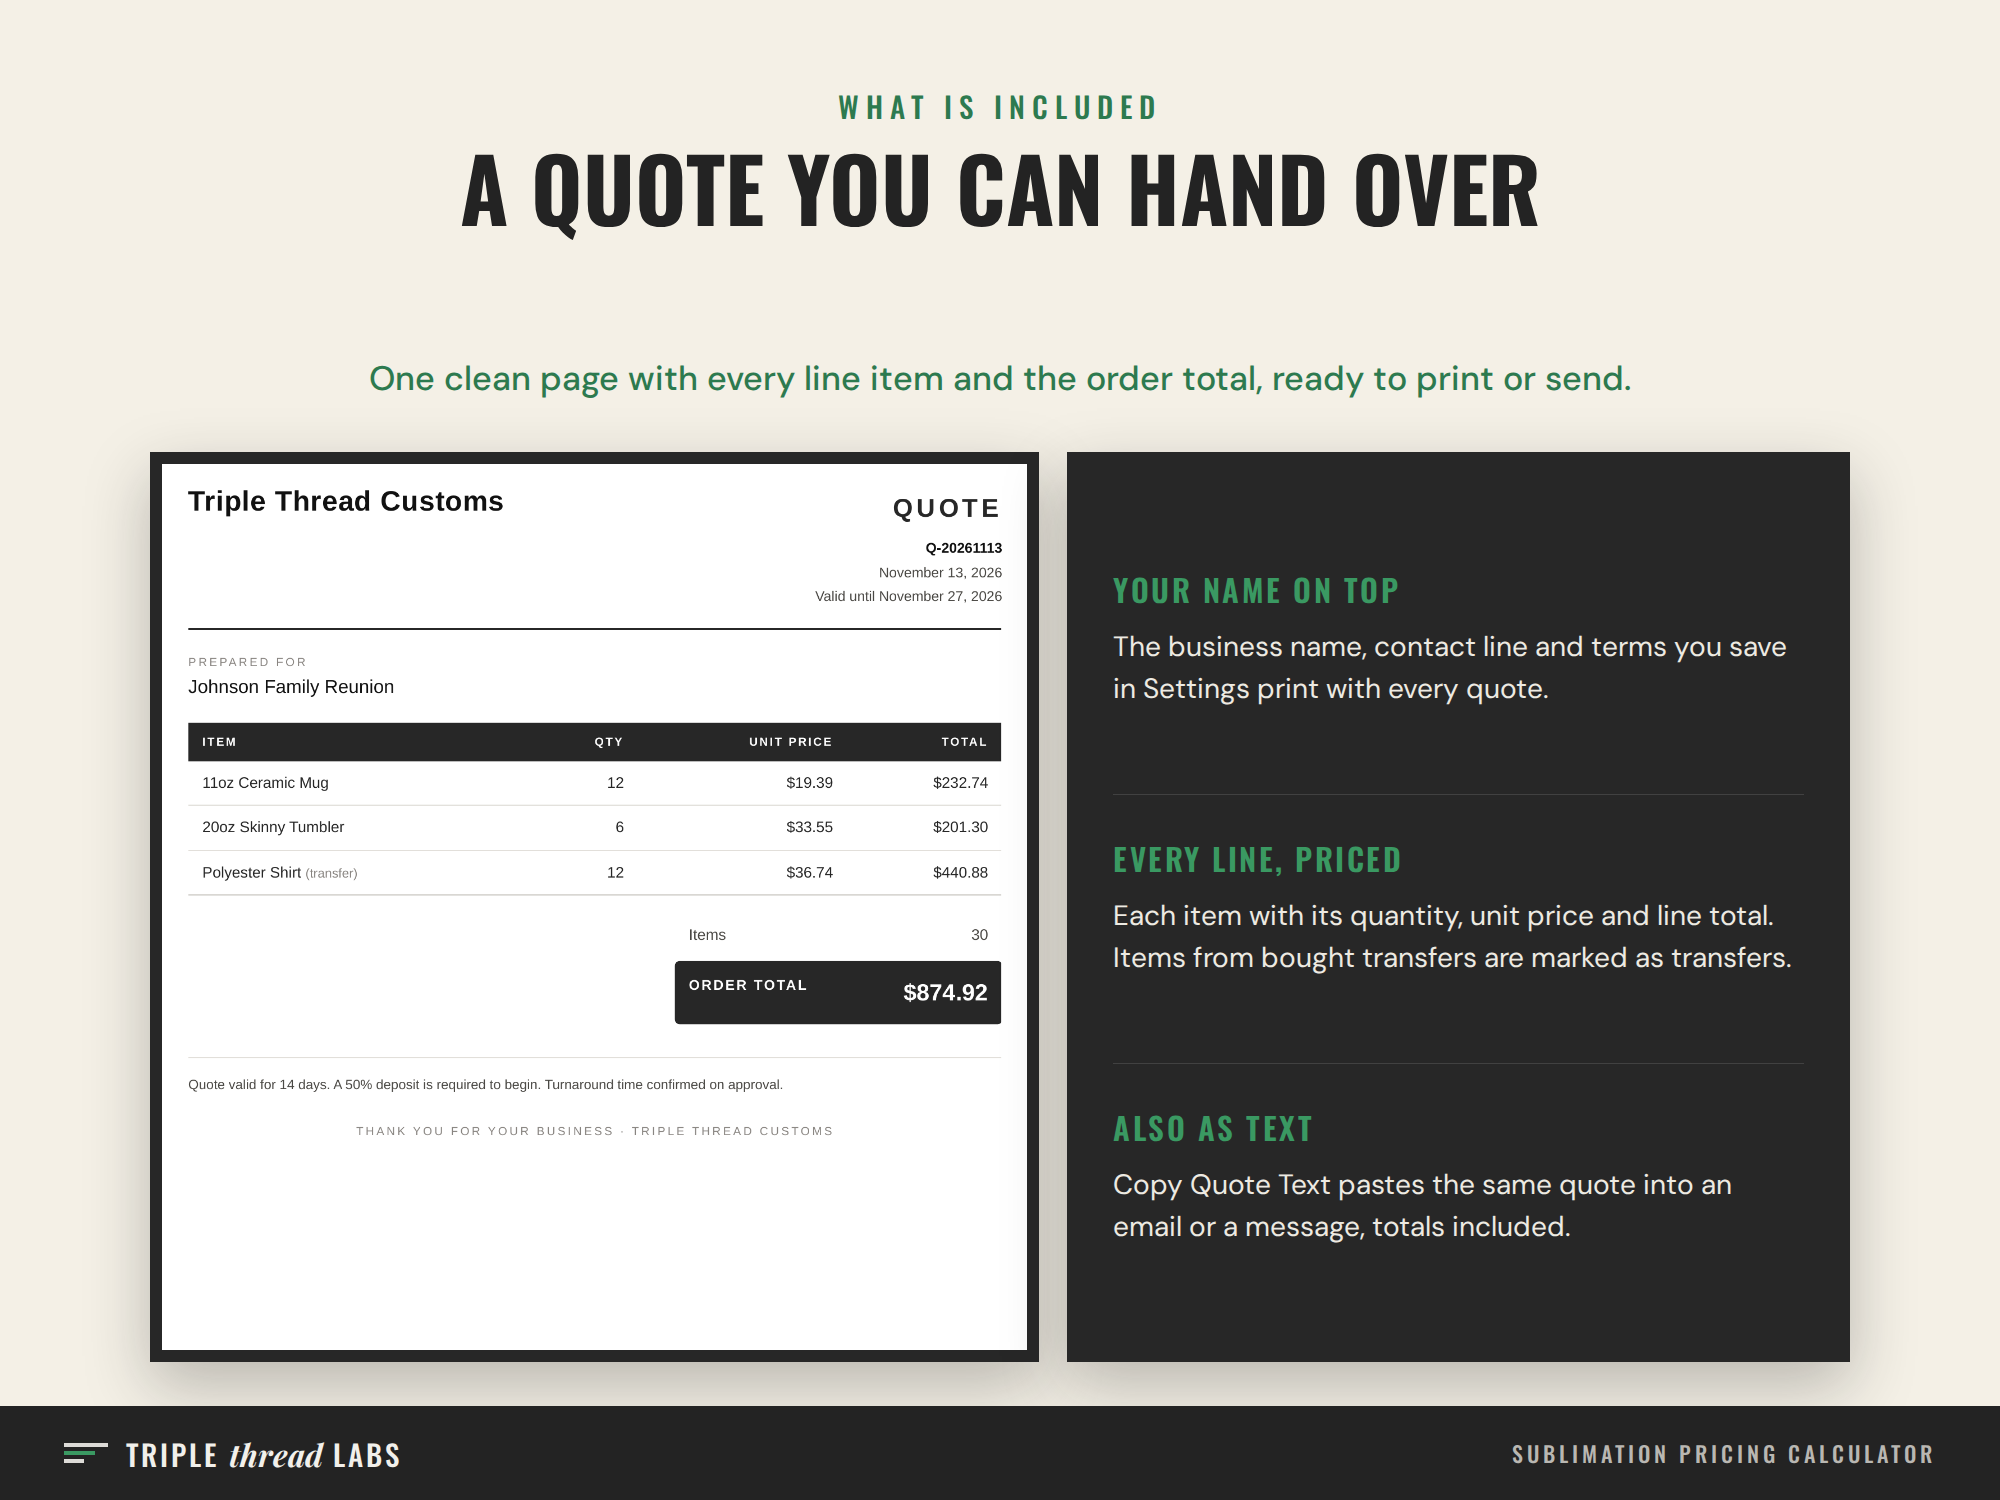 WHAT IS INCLUDED
A QUOTE YOU CAN HAND OVER
One clean page with every line item and the order total, ready to print or send.
Triple Thread Customs
QUOTE
Q-20261113
November 13, 2026
Valid until November 27, 2026
PREPARED FOR
Johnson Family Reunion
ITEM QTY UNIT PRICE TOTAL
11oz Ceramic Mug 12 $19.39 $232.74
20oz Skinny Tumbler 6 $33.55 $201.30
Polyester Shirt (transfer) 12 $36.74 $440.88
Items 30
ORDER TOTAL $874.92
Quote valid for 14 days. A 50% deposit is required to begin. Turnaround time confirmed on approval.
THANK YOU FOR YOUR BUSINESS · TRIPLE THREAD CUSTOMS
YOUR NAME ON TOP
The business name, contact line and terms you save
in Settings print with every quote.
EVERY LINE, PRICED
Each item with its quantity, unit price and line total.
Items from bought transfers are marked as transfers.
ALSO AS TEXT
Copy Quote Text pastes the same quote into an
email or a message, totals included.
TRIPLE thread LABS
SUBLIMATION PRICING CALCULATOR